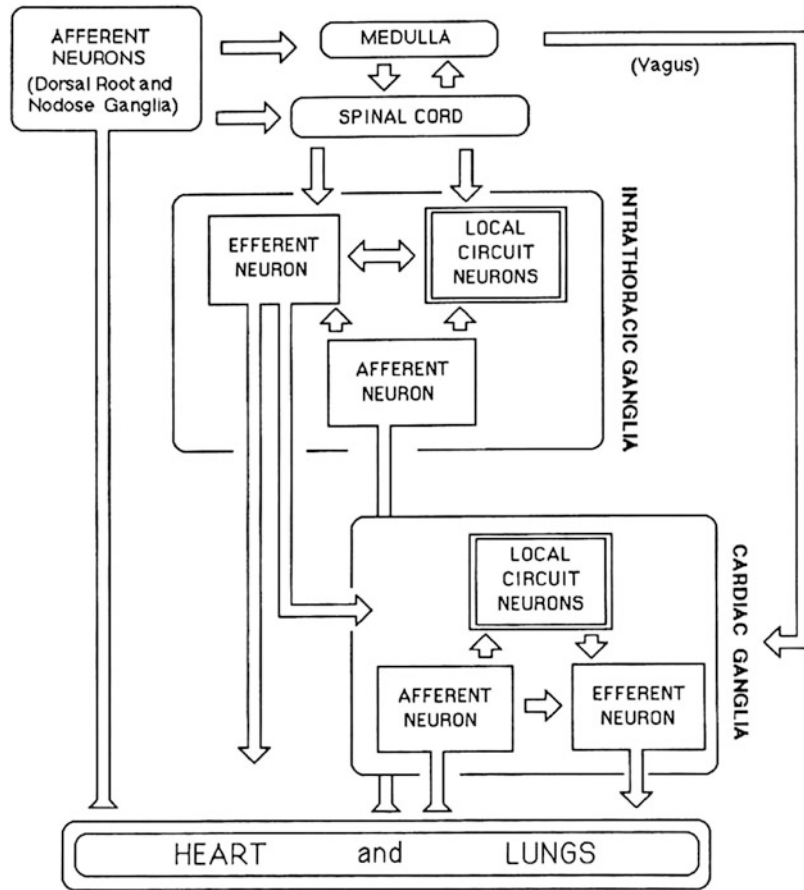 AFFERENT
NEURONS
(Dorsal Root and
Nodose Ganglia)
MEDULLA
(Vagus)
SPINAL CORD
INTRATHORACIC GANGLIA
EFFERENT
NEURON
LOCAL
CIRCUIT
NEURONS
AFFERENT
NEURON
CARDIAC GANGLIA
LOCAL
CIRCUIT
NEURONS
AFFERENT
NEURON
EFFERENT
NEURON
HEART and LUNGS